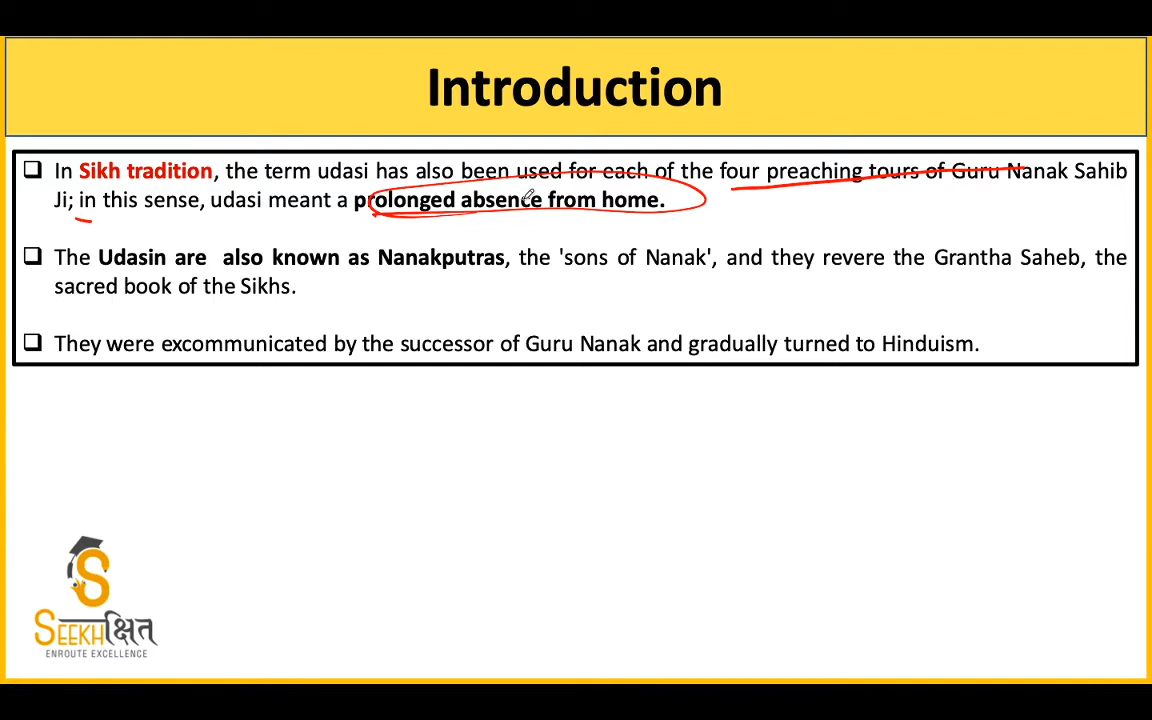 Introduction
In Sikh tradition, the term udasi has also been used for each of the four preaching tours of Guru Nanak Sahib
Ji; in this sense, udasi meant a prolonged absence from home.
The Udasin are also known as Nanakputras, the 'sons of Nanak', and they revere the Grantha Saheb, the
sacred book of the Sikhs.
They were excommunicated by the successor of Guru Nanak and gradually turned to Hinduism.
S
SEEKHक्षित
ENROUTE EXCELLENCE